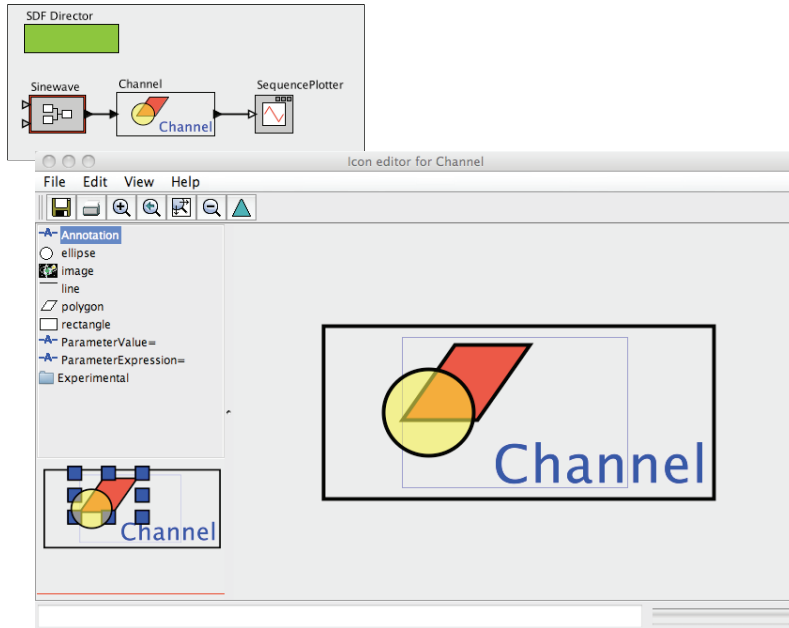 SDF Director
Sinewave
Channel
SequencePlotter
Channel
Icon editor for Channel
File Edit View Help
Annotation
ellipse
image
line
polygon
rectangle
ParameterValue=
ParameterExpression=
Experimental
Channel
Channel